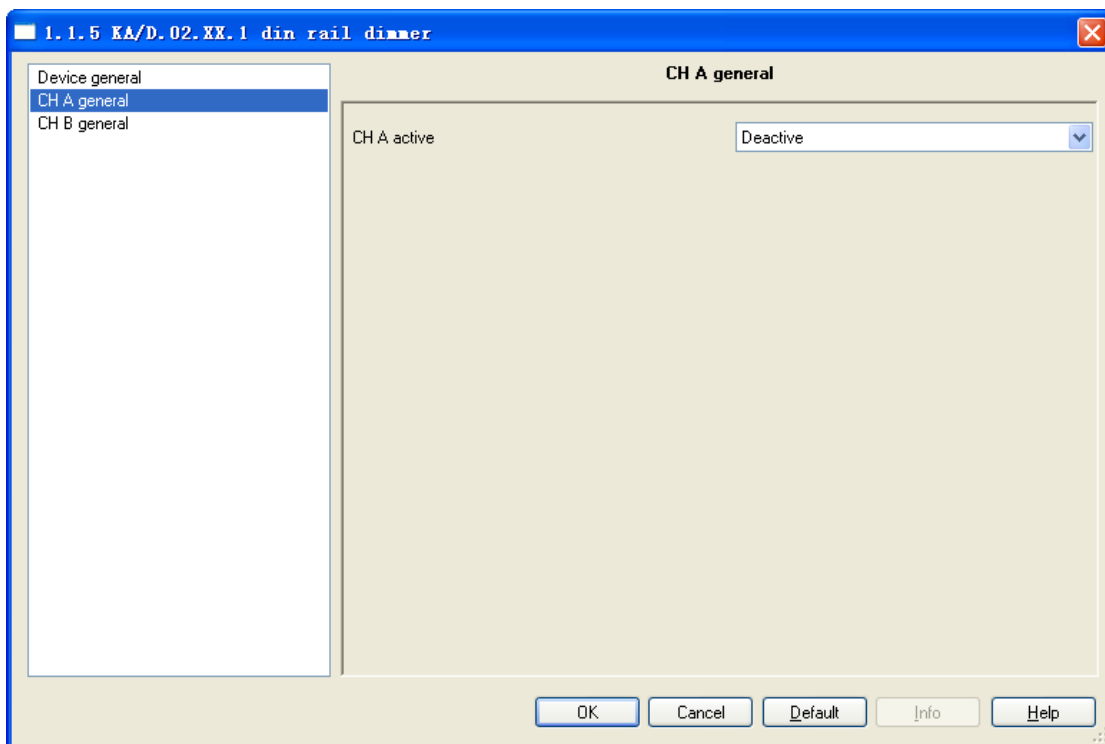 1.1.5 KA/D.02.XX.1 din rail dimmer
Device general
CH A general
CH B general
CH A general
CH A active
Deactive
OK
Cancel
Default
Info
Help